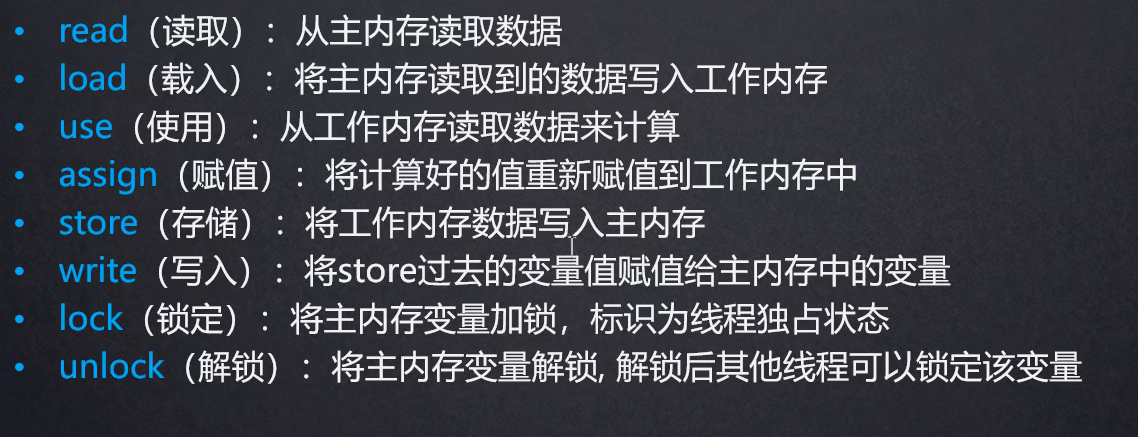 • read（读取）：从主内存读取数据
• load（载入）：将主内存读取到的数据写入工作内存
• use（使用）：从工作内存读取数据来计算
• assign（赋值）：将计算好的值重新赋值到工作内存中
• store（存储）：将工作内存数据写入主内存
• write（写入）：将store过去的变量值赋值给主内存中的变量
• lock（锁定）：将主内存变量加锁，标识为线程独占状态
• unlock（解锁）：将主内存变量解锁, 解锁后其他线程可以锁定该变量